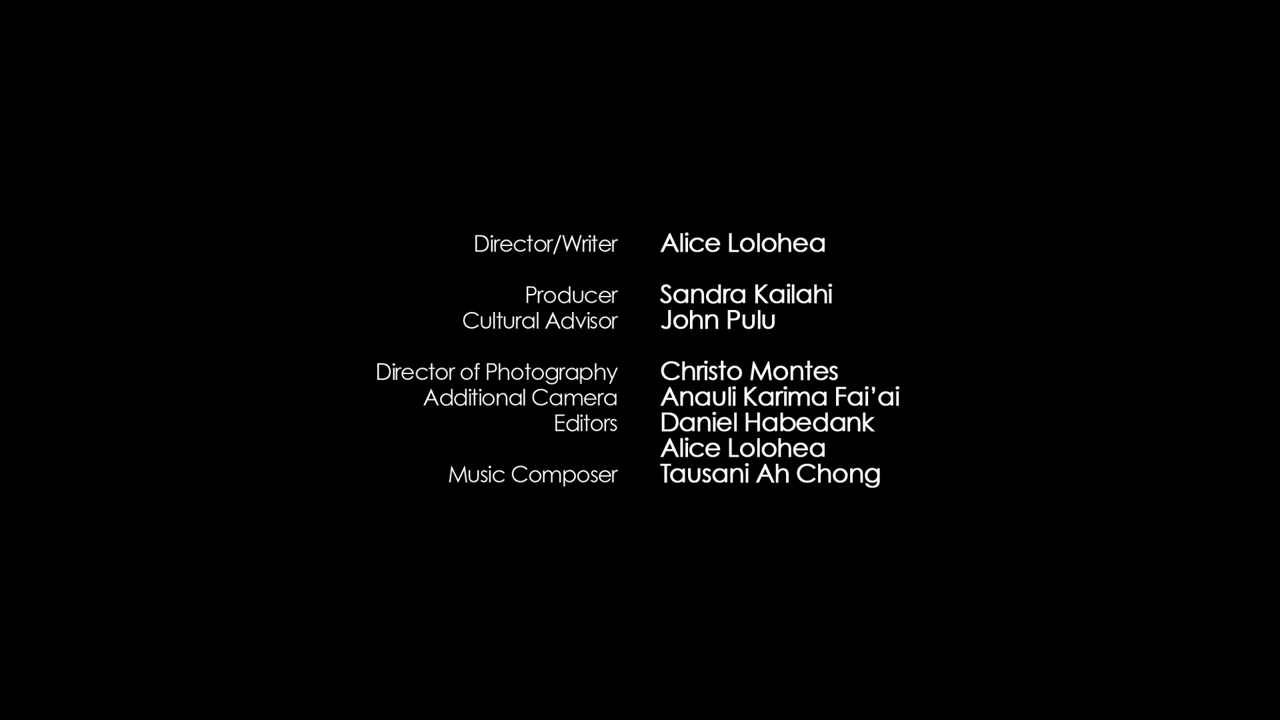 Director/Writer Alice Lolohea
Producer Sandra Kailahi
Cultural Advisor John Pulu
Director of Photography Christo Montes
Additional Camera Anauli Karima Fai’ai
Editors Daniel Habedank
Alice Lolohea
Music Composer Tausani Ah Chong